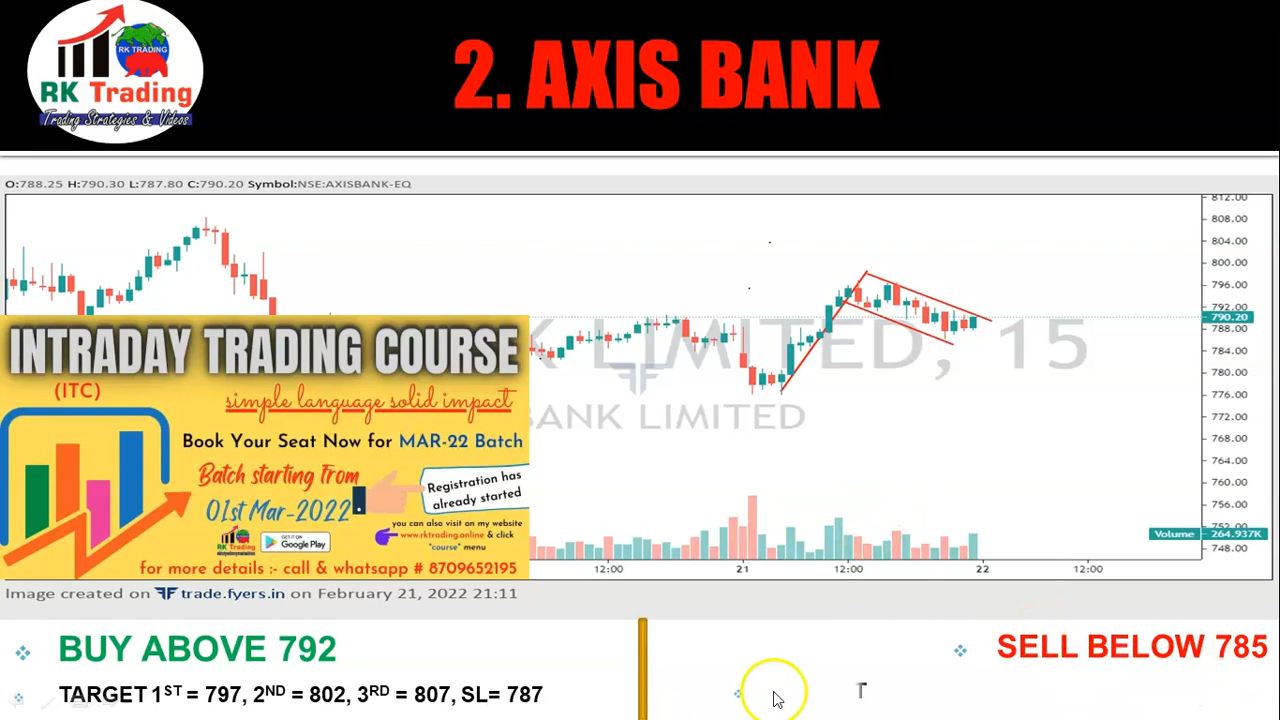 RK TRADING
RK Trading
Trading Strategies & Videos
2. AXIS BANK
O:788.25 H:790.30 L:787.80 C:790.20 Symbol:NSE:AXISBANK-EQ
812.00
808.00
804.00
800.00
796.00
792.00
790.20
788.00
784.00
780.00
776.00
772.00
768.00
764.00
760.00
756.00
752.00
748.00
K LIMITED, 15
BANK LIMITED
Volume 264.937K
12:00 21 12:00 22 12:00
INTRADAY TRADING COURSE
(ITC)
simple language solid impact
Book Your Seat Now for MAR-22 Batch
Batch starting from
01st Mar-2022
Registration has
already started
you can also visit on my website
www.rktrading.online & click
"course" menu
RK Trading
GET IT ON
Google Play
for more details :- call & whatsapp # 8709652195
Image created on trade.fyers.in on February 21, 2022 21:11
BUY ABOVE 792
TARGET 1ST = 797, 2ND = 802, 3RD = 807, SL= 787
SELL BELOW 785
T